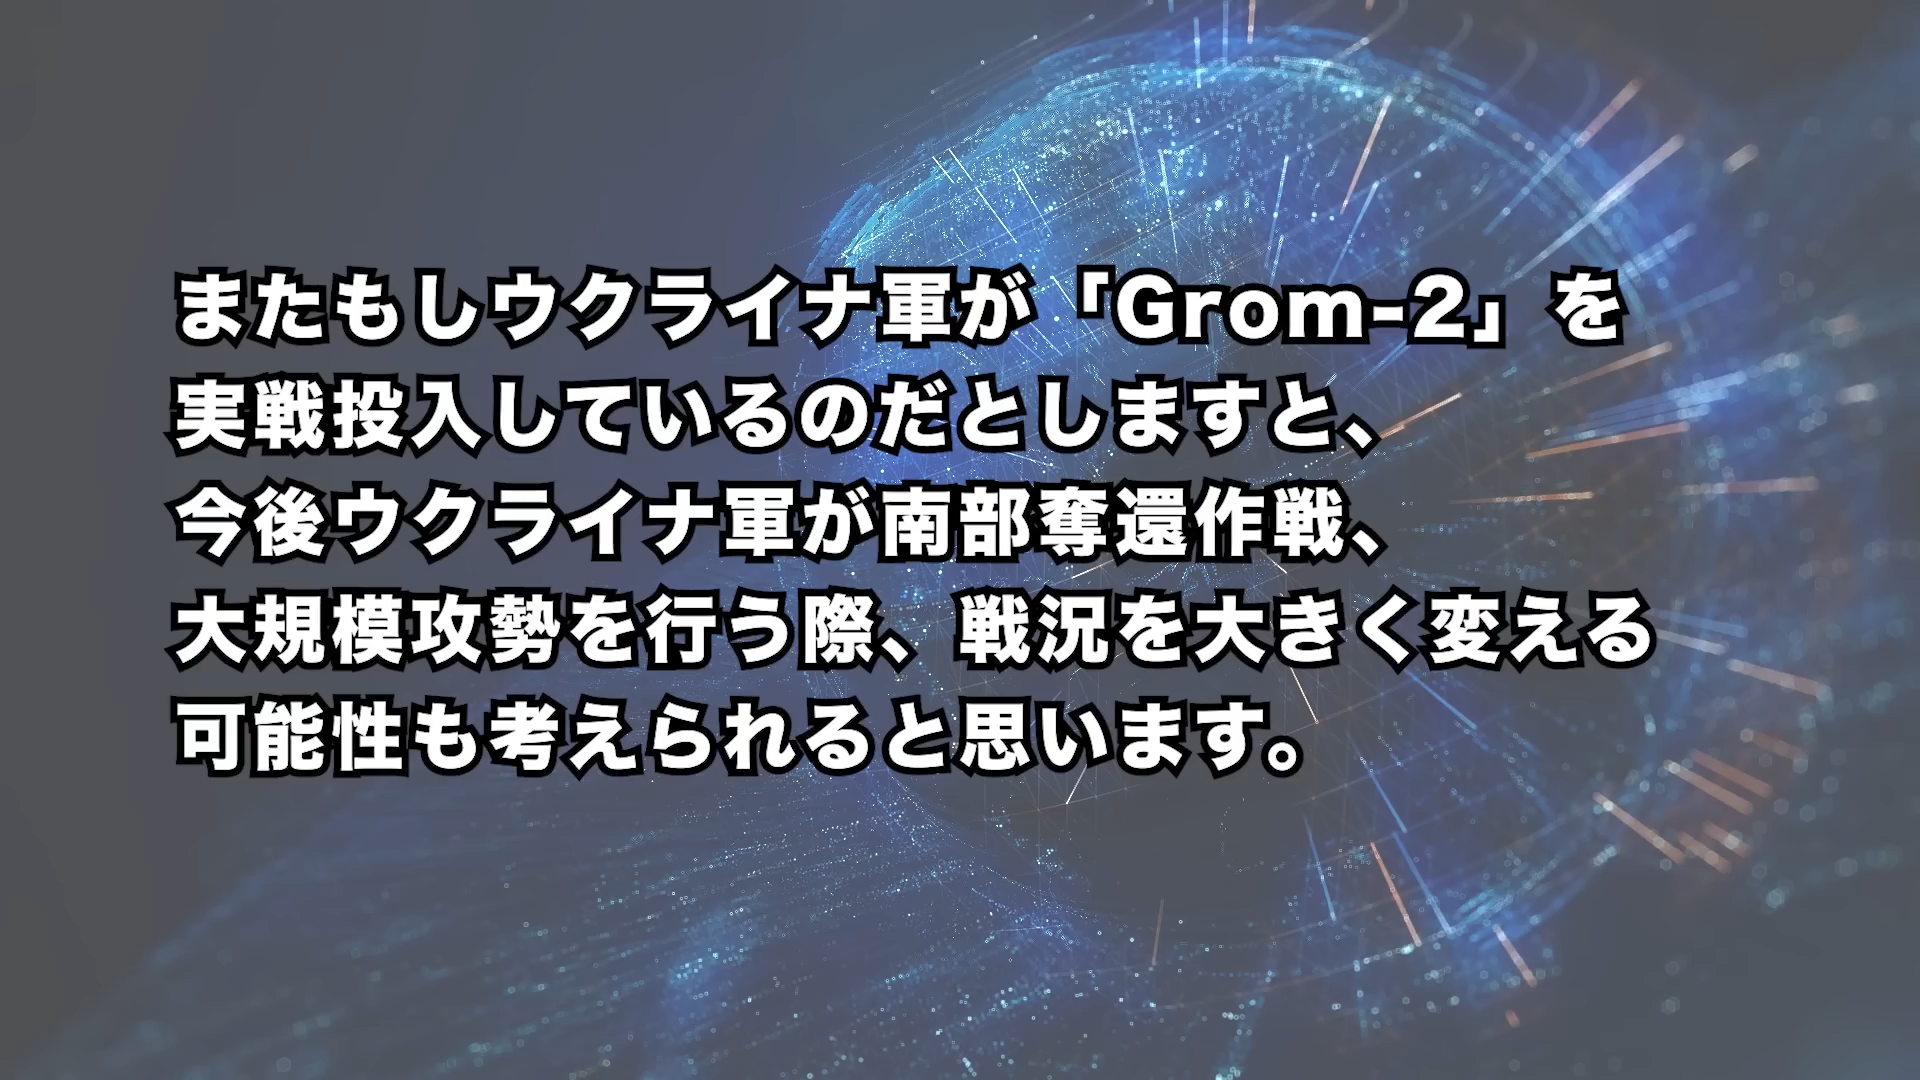 またもしウクライナ軍が「Grom-2」を
実戦投入しているのだとしますと、
今後ウクライナ軍が南部奪還作戦、
大規模攻勢を行う際、戦況を大きく変える
可能性も考えられると思います。